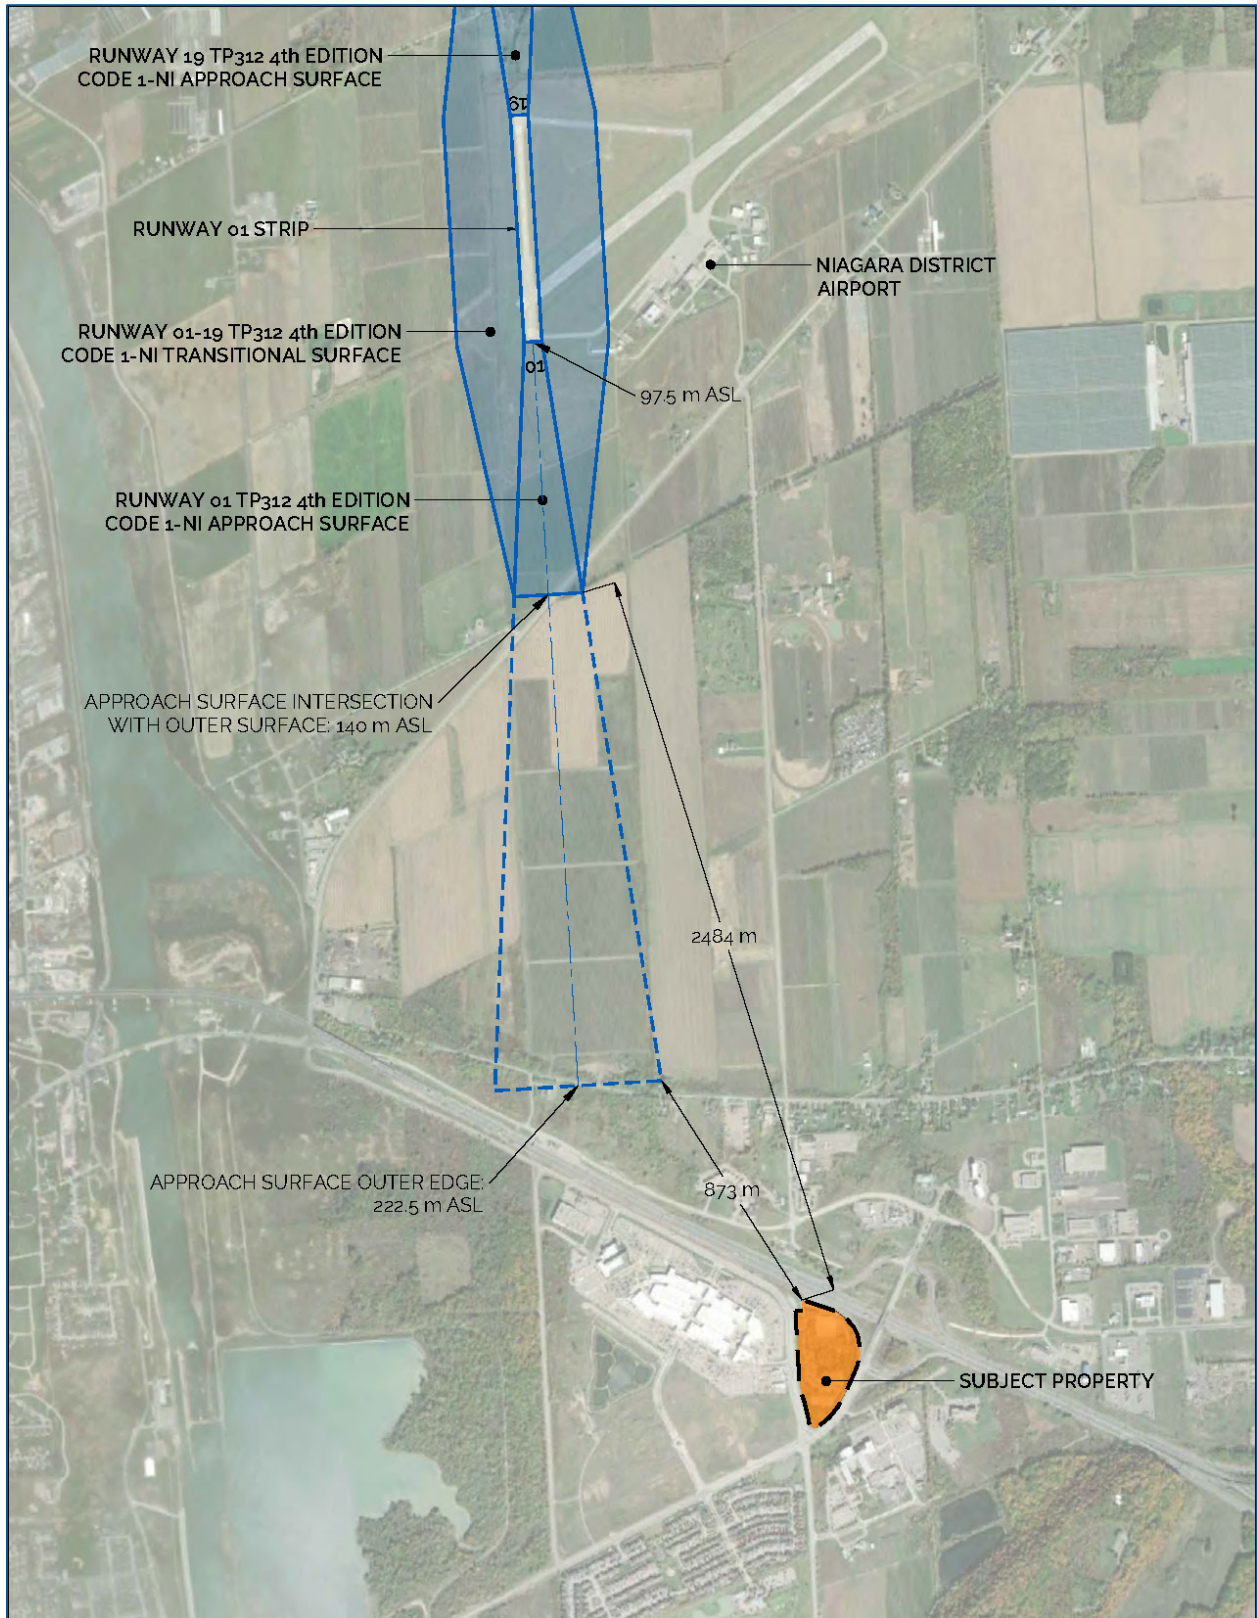 RUNWAY 19 TP312 4th EDITION
CODE 1-NI APPROACH SURFACE
19
RUNWAY 01 STRIP
NIAGARA DISTRICT
AIRPORT
RUNWAY 01-19 TP312 4th EDITION
CODE 1-NI TRANSITIONAL SURFACE
01
97.5 m ASL
RUNWAY 01 TP312 4th EDITION
CODE 1-NI APPROACH SURFACE
APPROACH SURFACE INTERSECTION
WITH OUTER SURFACE: 140 m ASL
2484 m
APPROACH SURFACE OUTER EDGE:
222.5 m ASL
873 m
SUBJECT PROPERTY